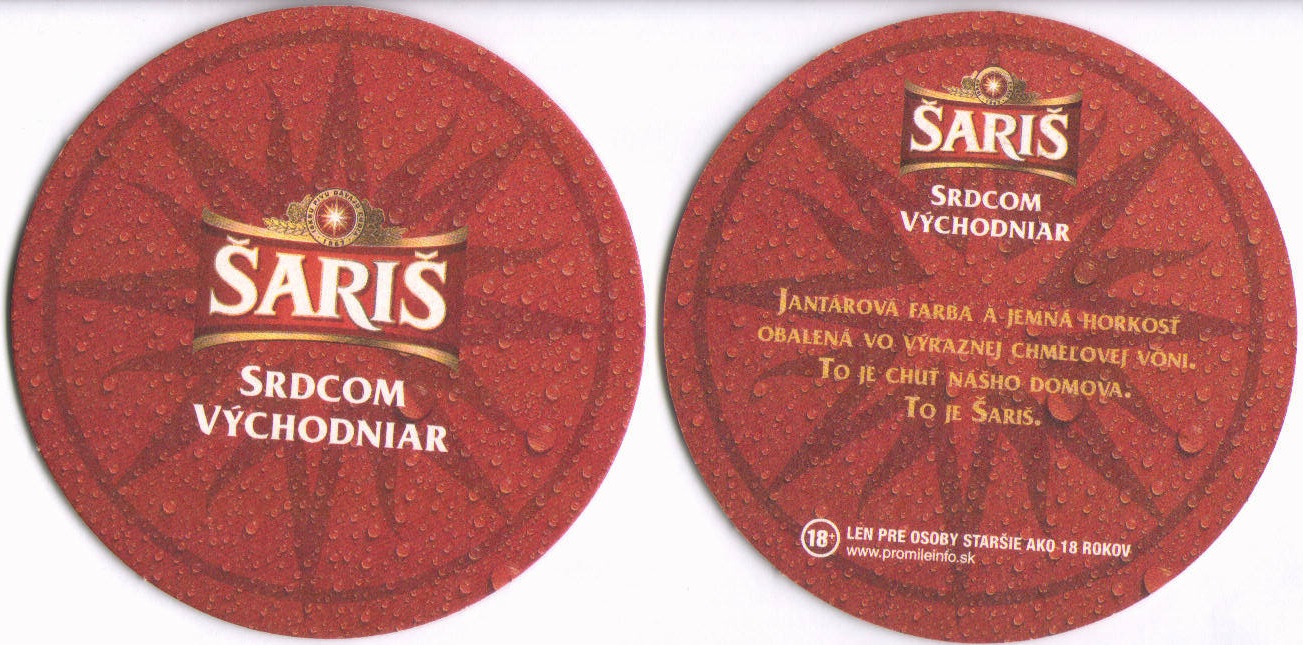 ŠARIŠ
SRDCOM
VÝCHODNIAR
ŠARIŠ
SRDCOM
VÝCHODNIAR
JANTÁROVÁ FARBA A JEMNÁ HORKOSŤ
OBALENÁ VO VÝRAZNEJ CHMEĽOVEJ VÔNI.
TO JE CHUŤ NÁŠHO DOMOVA.
TO JE ŠARIŠ.
18+ LEN PRE OSOBY STARŠIE AKO 18 ROKOV
www.promileinfo.sk